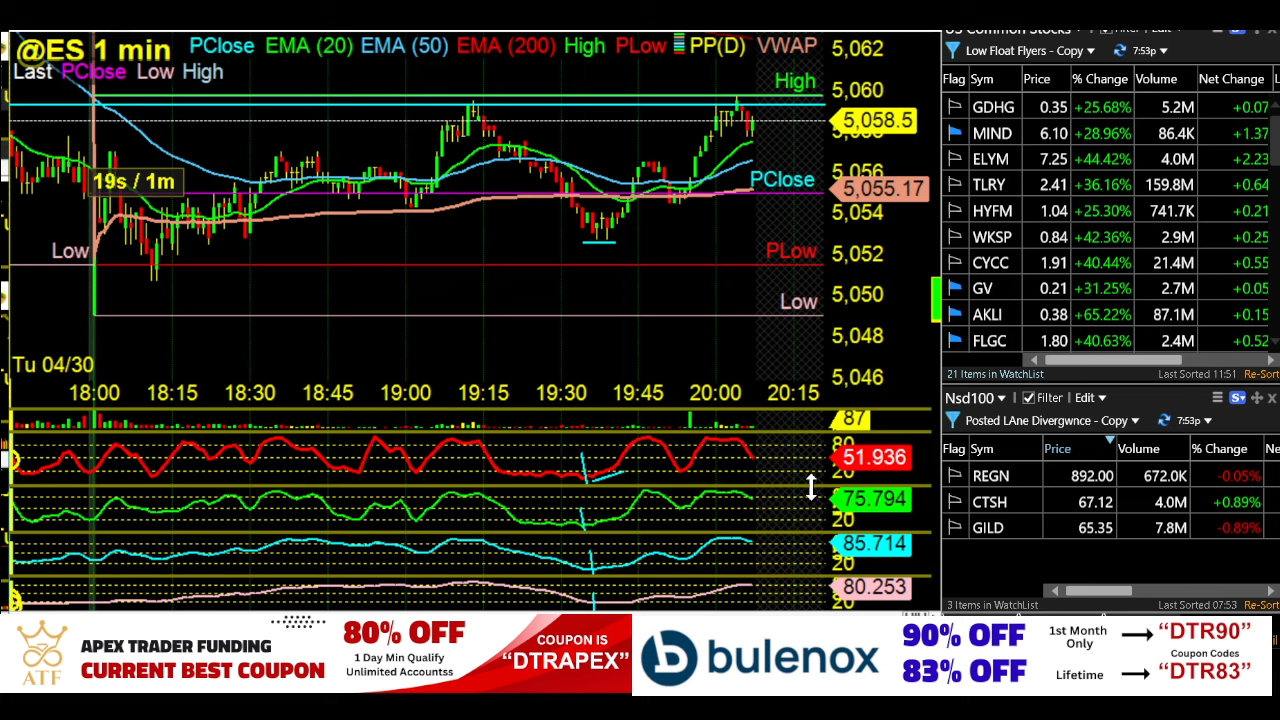 @ES 1 min PClose EMA (20) EMA (50) EMA (200) High PLow PP(D) VWAP
Last PClose Low High
5,062
High
5,060
5,058.5
19s / 1m
5,056
PClose
5,055.17
5,054
Low
PLow
5,052
Low
5,050
5,048
Tu 04/30
5,046
18:00 18:15 18:30 18:45 19:00 19:15 19:30 19:45 20:00 20:15
87
80
51.936
20
75.794
20
85.714
20
80.253
20
US Common Stocks Filter Edit
Low Float Flyers - Copy 7:53p
Flag Sym Price % Change Volume Net Change
GDHG 0.35 +25.68% 5.2M +0.07
MIND 6.10 +28.96% 86.4K +1.37
ELYM 7.25 +44.42% 4.0M +2.23
TLRY 2.41 +36.16% 159.8M +0.64
HYFM 1.04 +25.30% 741.7K +0.21
WKSP 0.84 +42.36% 2.9M +0.25
CYCC 1.91 +40.44% 21.4M +0.55
GV 0.21 +31.25% 2.7M +0.05
AKLI 0.38 +65.22% 87.1M +0.15
FLGC 1.80 +40.63% 2.4M +0.52
21 Items in WatchList Last Sorted 11:51 Re-Sort
Nsd100 Filter Edit
Posted LAne Divergwnce - Copy 7:53p
Flag Sym Price Volume % Change Net
REGN 892.00 672.0K -0.05%
CTSH 67.12 4.0M +0.89%
GILD 65.35 7.8M -0.89%
3 Items in WatchList Last Sorted 07:53 Re-Sort
ATF
APEX TRADER FUNDING
CURRENT BEST COUPON
80% OFF
1 Day Min Qualify
Unlimited Accountss
COUPON IS
“DTRAPEX”
bulenox
90% OFF 1st Month Only “DTR90”
Coupon Codes
83% OFF Lifetime “DTR83”